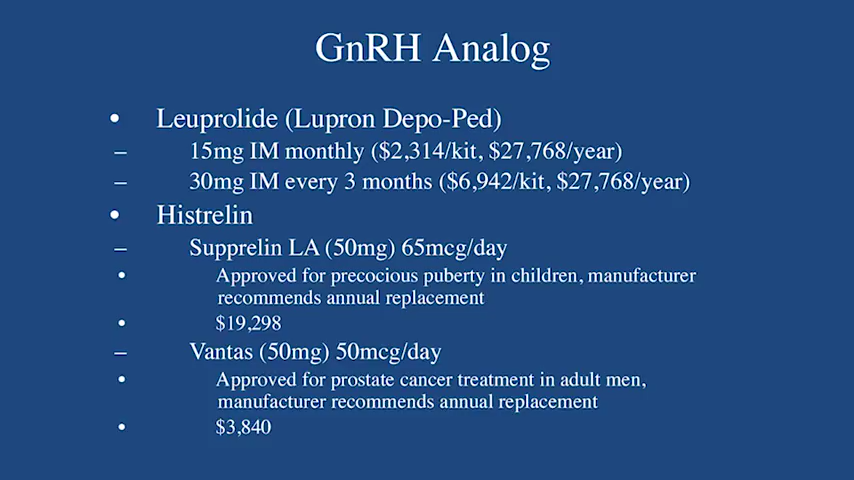 GnRH Analog
• Leuprolide (Lupron Depo-Ped)
– 15mg IM monthly ($2,314/kit, $27,768/year)
– 30mg IM every 3 months ($6,942/kit, $27,768/year)
• Histrelin
– Supprelin LA (50mg) 65mcg/day
• Approved for precocious puberty in children, manufacturer
recommends annual replacement
• $19,298
– Vantas (50mg) 50mcg/day
• Approved for prostate cancer treatment in adult men,
manufacturer recommends annual replacement
• $3,840